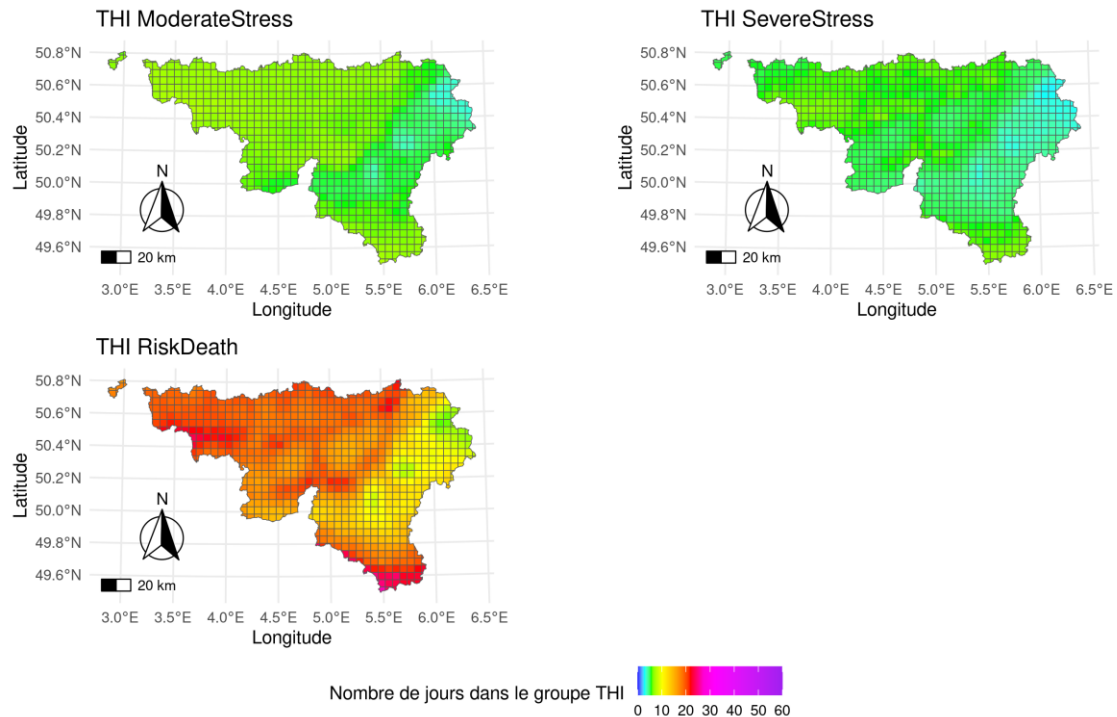 THI ModerateStress
50.8°N
50.6°N
50.4°N
50.2°N
50.0°N
49.8°N
49.6°N
Latitude
N
20 km
3.0°E 3.5°E 4.0°E 4.5°E 5.0°E 5.5°E 6.0°E 6.5°E
Longitude
THI SevereStress
50.8°N
50.6°N
50.4°N
50.2°N
50.0°N
49.8°N
49.6°N
Latitude
N
20 km
3.0°E 3.5°E 4.0°E 4.5°E 5.0°E 5.5°E 6.0°E 6.5°E
Longitude
THI RiskDeath
50.8°N
50.6°N
50.4°N
50.2°N
50.0°N
49.8°N
49.6°N
Latitude
N
20 km
3.0°E 3.5°E 4.0°E 4.5°E 5.0°E 5.5°E 6.0°E 6.5°E
Longitude
Nombre de jours dans le groupe THI
0 10 20 30 40 50 60